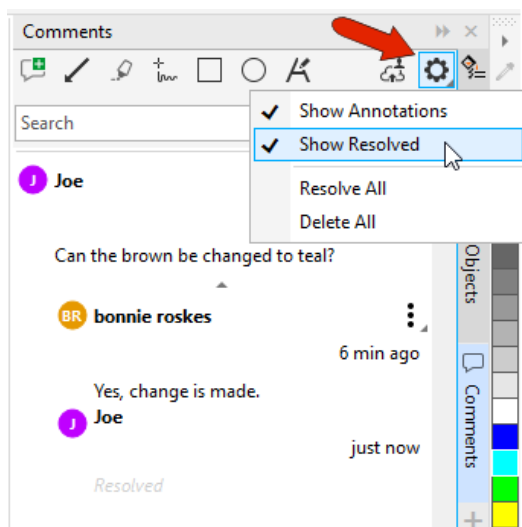 Comments
Search
Show Annotations
Show Resolved
Resolve All
Delete All
J Joe
Can the brown be changed to teal?
BR bonnie roskes
6 min ago
Yes, change is made.
J Joe
just now
Resolved
Objects
Comments